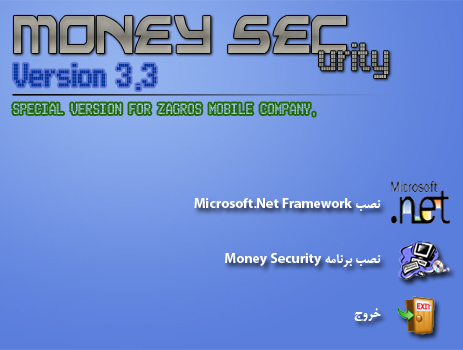 MONEY SECurity
Version 3.3
SPECIAL VERSION FOR ZAGROS MOBILE COMPANY.
Microsoft
.net
نصب Microsoft.Net Framework
نصب برنامه Money Security
EXIT
خروج